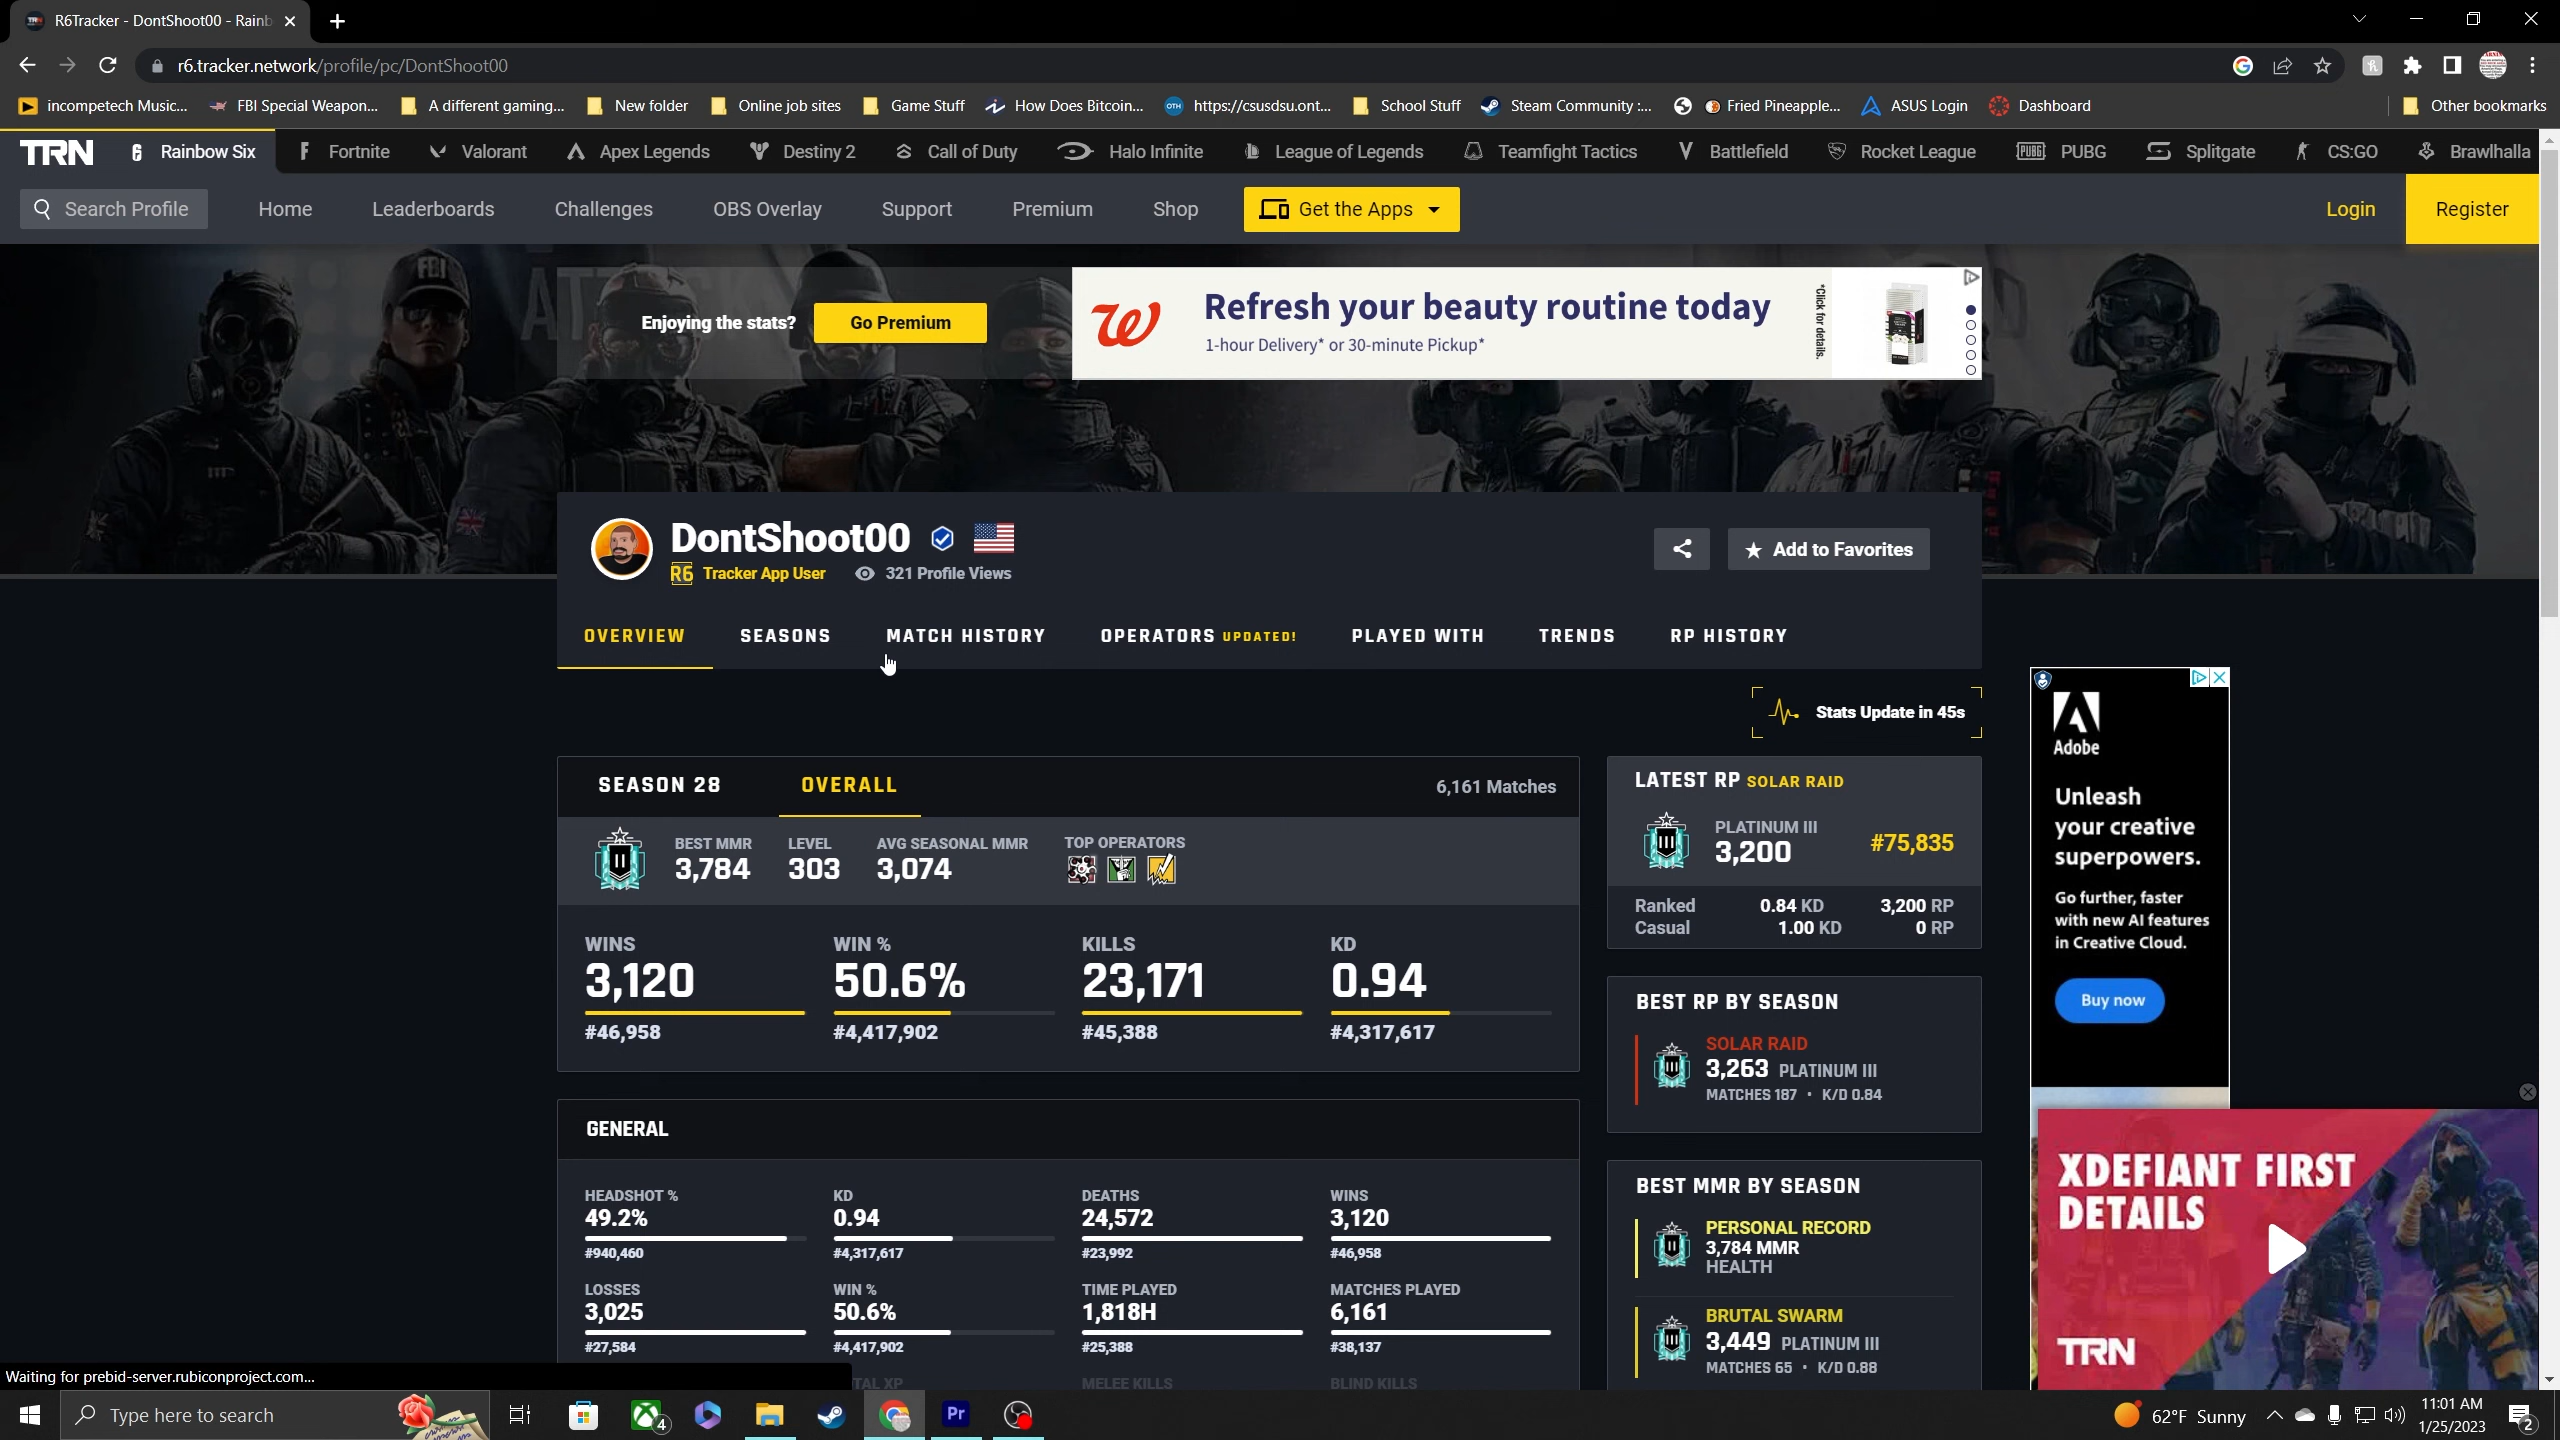 R6Tracker - DontShoot00 - Rainb
r6.tracker.network/profile/pc/DontShoot00
incompetech Music... FBI Special Weapon... A different gaming... New folder Online job sites Game Stuff How Does Bitcoin... https://csusdsu.ont... School Stuff Steam Community :... Fried Pineapple... ASUS Login Dashboard Other bookmarks
TRN Rainbow Six Fortnite Valorant Apex Legends Destiny 2 Call of Duty Halo Infinite League of Legends Teamfight Tactics Battlefield Rocket League PUBG PUBG Splitgate CS:GO Brawlhalla
Search Profile Home Leaderboards Challenges OBS Overlay Support Premium Shop Get the Apps Login Register
FBI
Enjoying the stats? Go Premium
W Refresh your beauty routine today
1-hour Delivery* or 30-minute Pickup*
*Click for details.
DontShoot00
R6 Tracker App User 321 Profile Views
Add to Favorites
OVERVIEW SEASONS MATCH HISTORY OPERATORS UPDATED! PLAYED WITH TRENDS RP HISTORY
Stats Update in 45s
SEASON 28 OVERALL 6,161 Matches
BEST MMR LEVEL AVG SEASONAL MMR TOP OPERATORS
3,784 303 3,074
WINS WIN % KILLS KD
3,120 50.6% 23,171 0.94
#46,958 #4,417,902 #45,388 #4,317,617
GENERAL
HEADSHOT % KD DEATHS WINS
49.2% 0.94 24,572 3,120
#940,460 #4,317,617 #23,992 #46,958
LOSSES WIN % TIME PLAYED MATCHES PLAYED
3,025 50.6% 1,818H 6,161
#27,584 #4,417,902 #25,388 #38,137
TAL XP MELEE KILLS BLIND KILLS
LATEST RP SOLAR RAID
PLATINUM III
3,200 #75,835
Ranked 0.84 KD 3,200 RP
Casual 1.00 KD 0 RP
BEST RP BY SEASON
SOLAR RAID
3,263 PLATINUM III
MATCHES 187 • K/D 0.84
BEST MMR BY SEASON
PERSONAL RECORD
3,784 MMR
HEALTH
BRUTAL SWARM
3,449 PLATINUM III
MATCHES 65 • K/D 0.88
Adobe
Unleash
your creative
superpowers.
Go further, faster
with new AI features
in Creative Cloud.
Buy now
XDEFIANT FIRST
DETAILS
TRN
Waiting for prebid-server.rubiconproject.com...
Type here to search
4
Pr
62°F Sunny
11:01 AM
1/25/2023
2